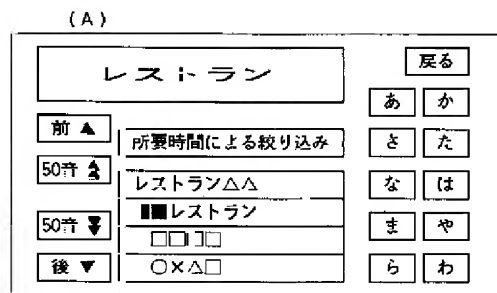 (A)
レストラン
戻る
あ か
前 ▲
所要時間による絞り込み
さ た
50音
レストラン△△
な は
■■レストラン
50音
□□□□
ま や
後 ▼
○×△□
ら わ